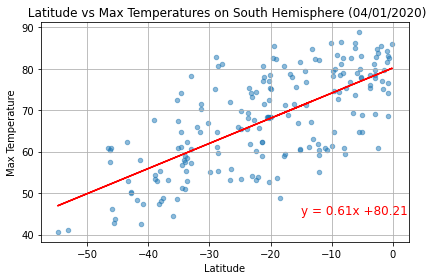 Latitude vs Max Temperatures on South Hemisphere (04/01/2020)
90
80
70
60
50
40
Max Temperature
y = 0.61x +80.21
−50 −40 −30 −20 −10 0
Latitude